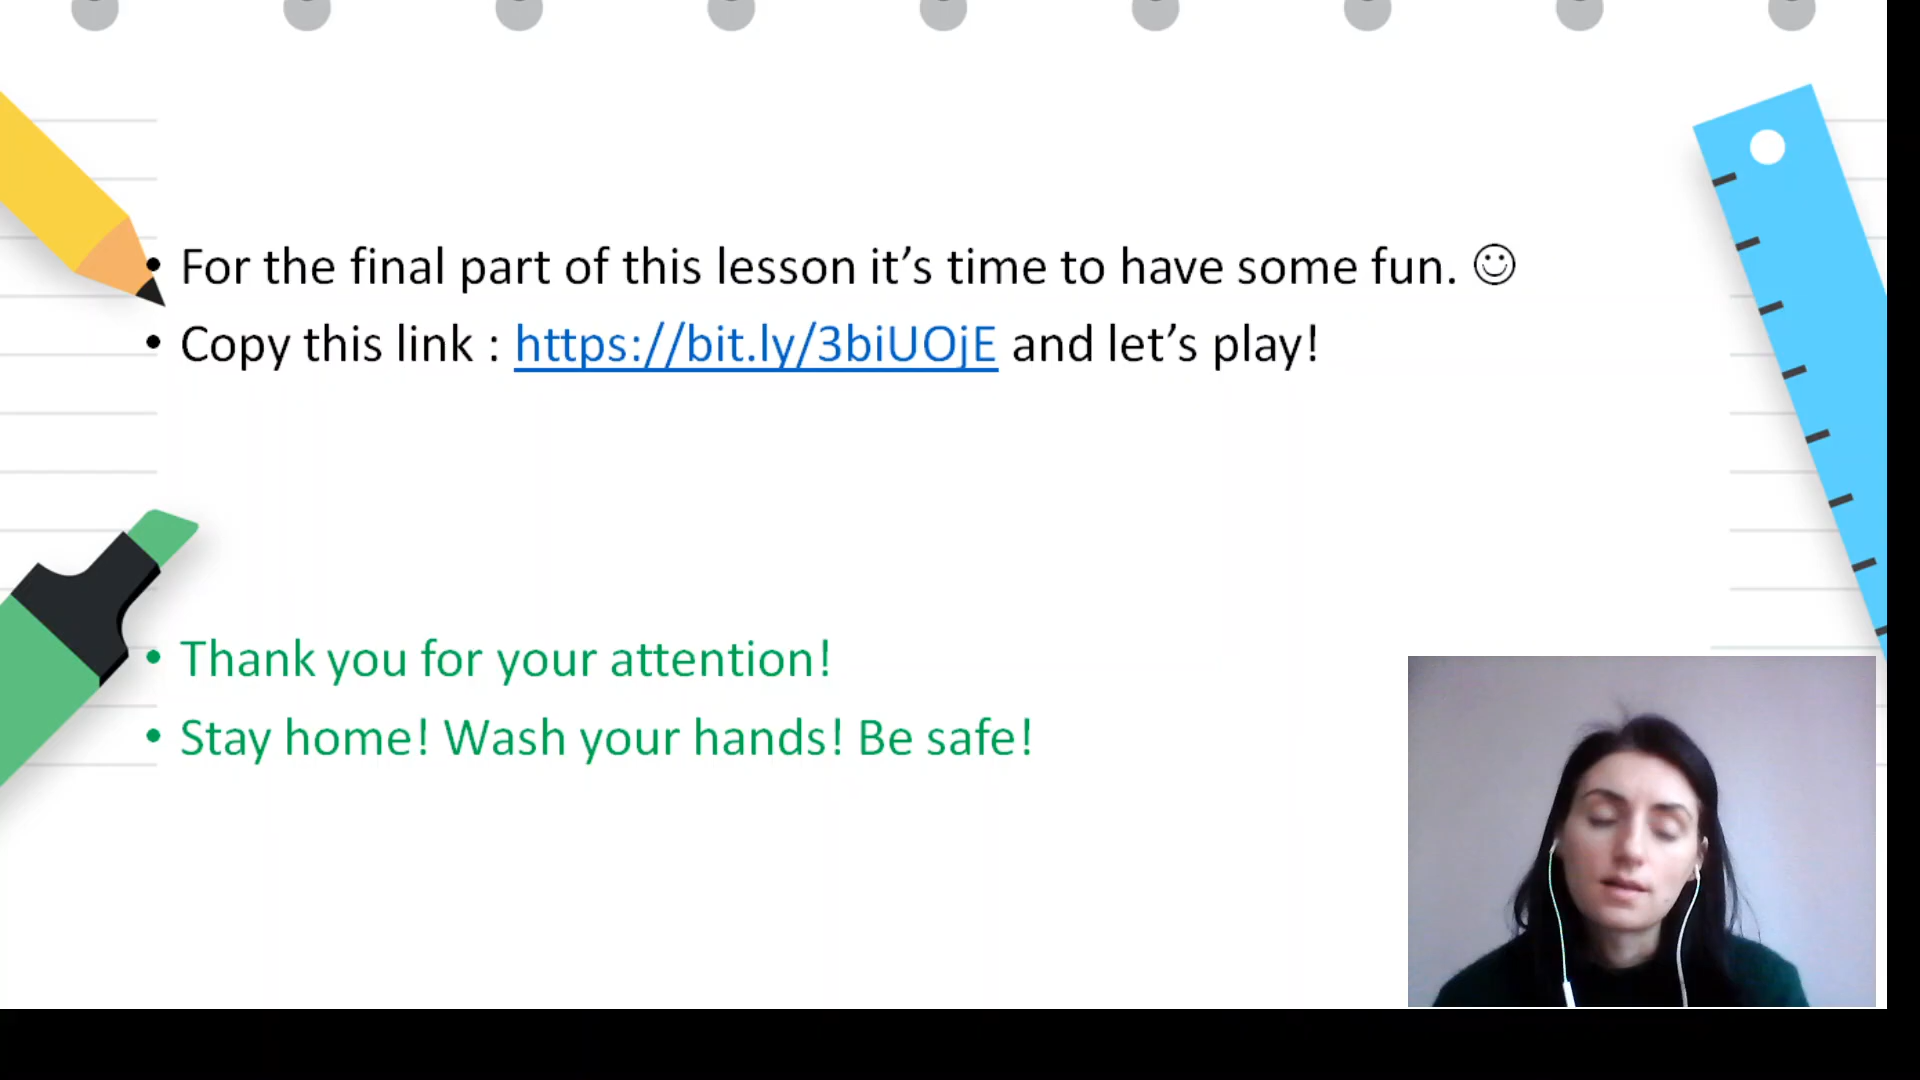 • For the final part of this lesson it’s time to have some fun. ☺
• Copy this link : https://bit.ly/3biUOjE and let’s play!
• Thank you for your attention!
• Stay home! Wash your hands! Be safe!